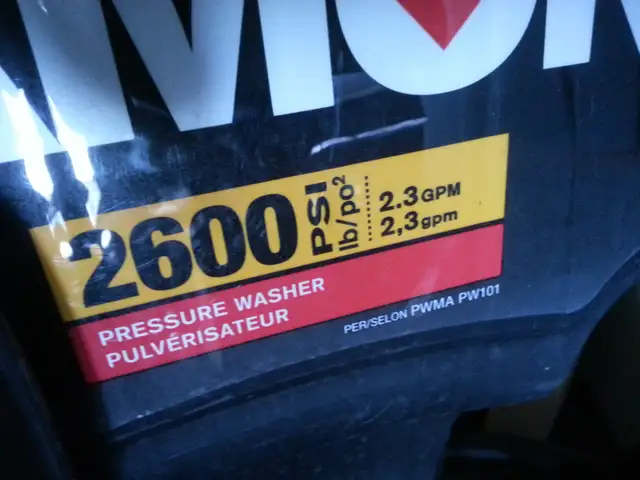 2600 PSI lb/po² 2.3 GPM
2,3 gpm
PRESSURE WASHER
PULVÉRISATEUR
PER/SELON PWMA PW101